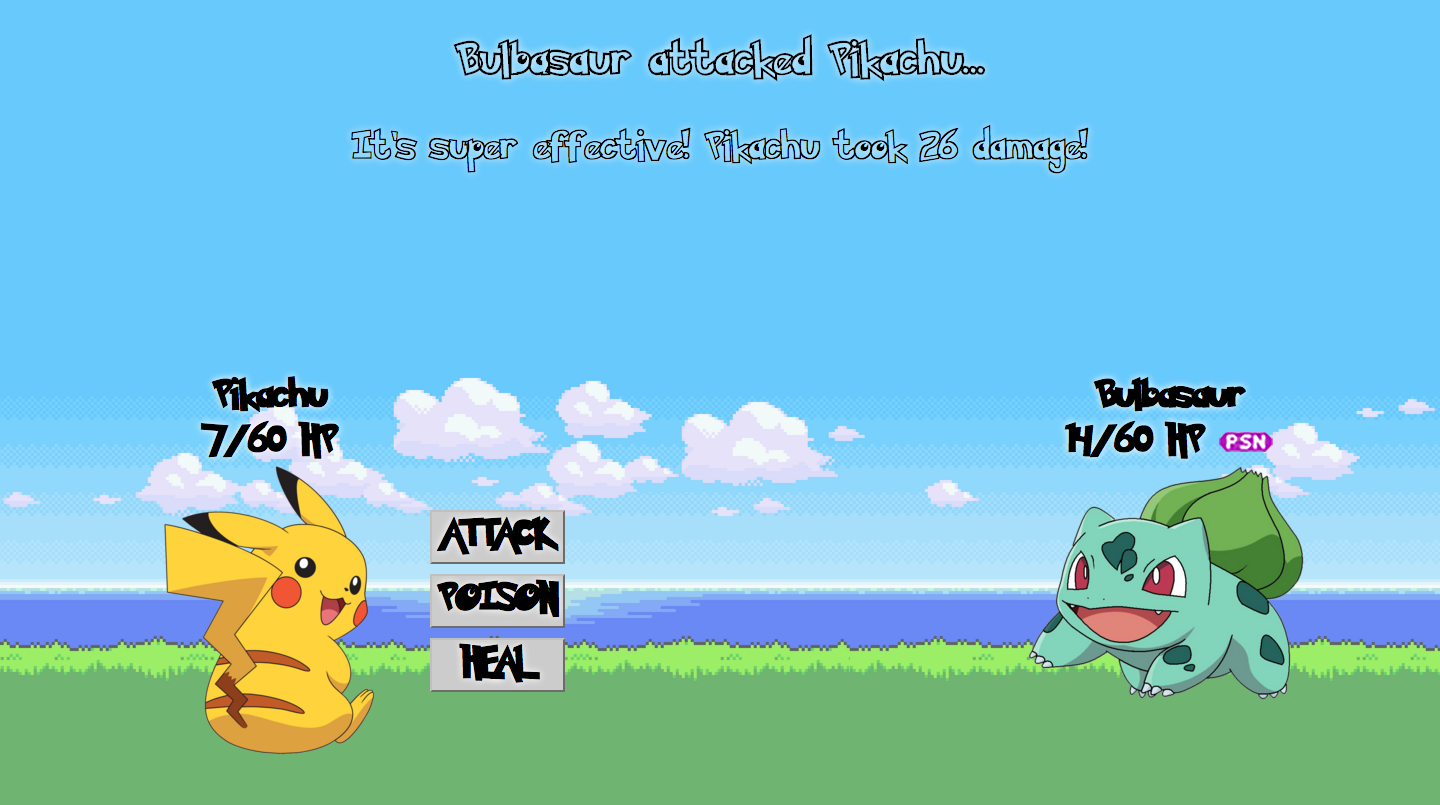 Bulbasaur attacked Pikachu...
It's super effective! Pikachu took 26 damage!
Pikachu
7/60 HP
Bulbasaur
14/60 HP PSN
ATTACK
POISON
HEAL